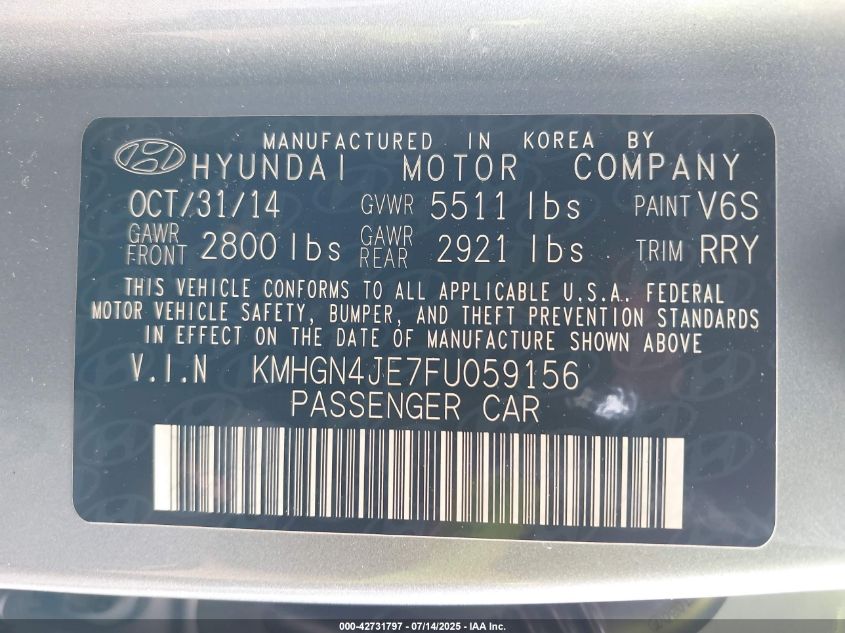 MANUFACTURED IN KOREA BY
HYUNDAI MOTOR COMPANY
OCT/31/14 GVWR 5511 lbs PAINT V6S
GAWR FRONT 2800 lbs GAWR REAR 2921 lbs TRIM RRY
THIS VEHICLE CONFORMS TO ALL APPLICABLE U.S.A. FEDERAL
MOTOR VEHICLE SAFETY, BUMPER, AND THEFT PREVENTION STANDARDS
IN EFFECT ON THE DATE OF MANUFACTURE SHOWN ABOVE
V.I.N KMHGN4JE7FU059156
PASSENGER CAR
000-42731797 - 07/14/2025 - IAA Inc.